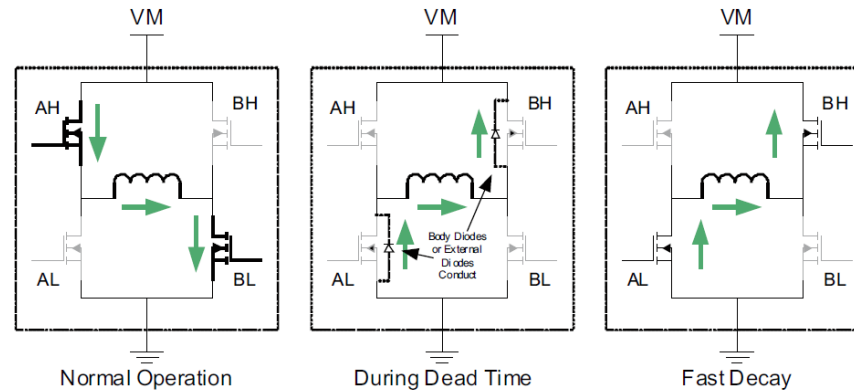 VM
AH
BH
AL
BL
Normal Operation
VM
AH
BH
Body Diodes
or External
Diodes
Conduct
AL
BL
During Dead Time
VM
AH
BH
AL
BL
Fast Decay